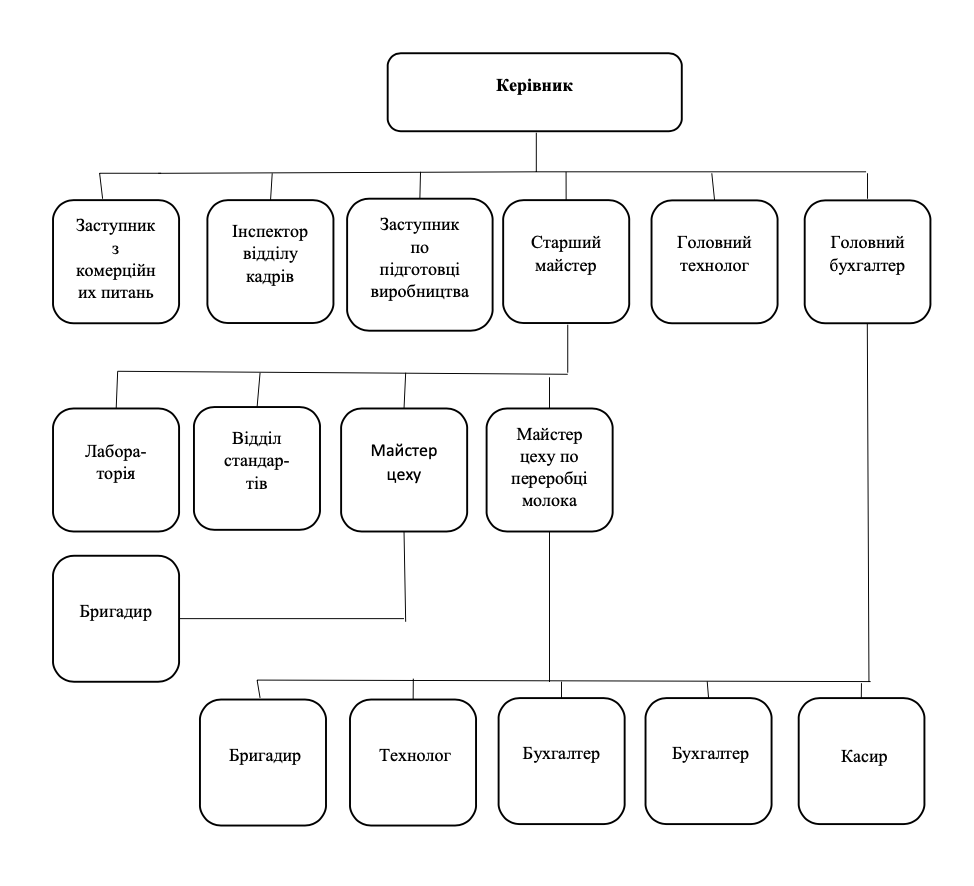 Керівник
Заступник
з
комерційн
их питань
Інспектор
відділу
кадрів
Заступник
по
підготовці
виробництва
Старший
майстер
Головний
технолог
Головний
бухгалтер
Лабора-
торія
Відділ
стандар-
тів
Майстер
цеху
Майстер
цеху по
переробці
молока
Бригадир
Бригадир
Технолог
Бухгалтер
Бухгалтер
Касир